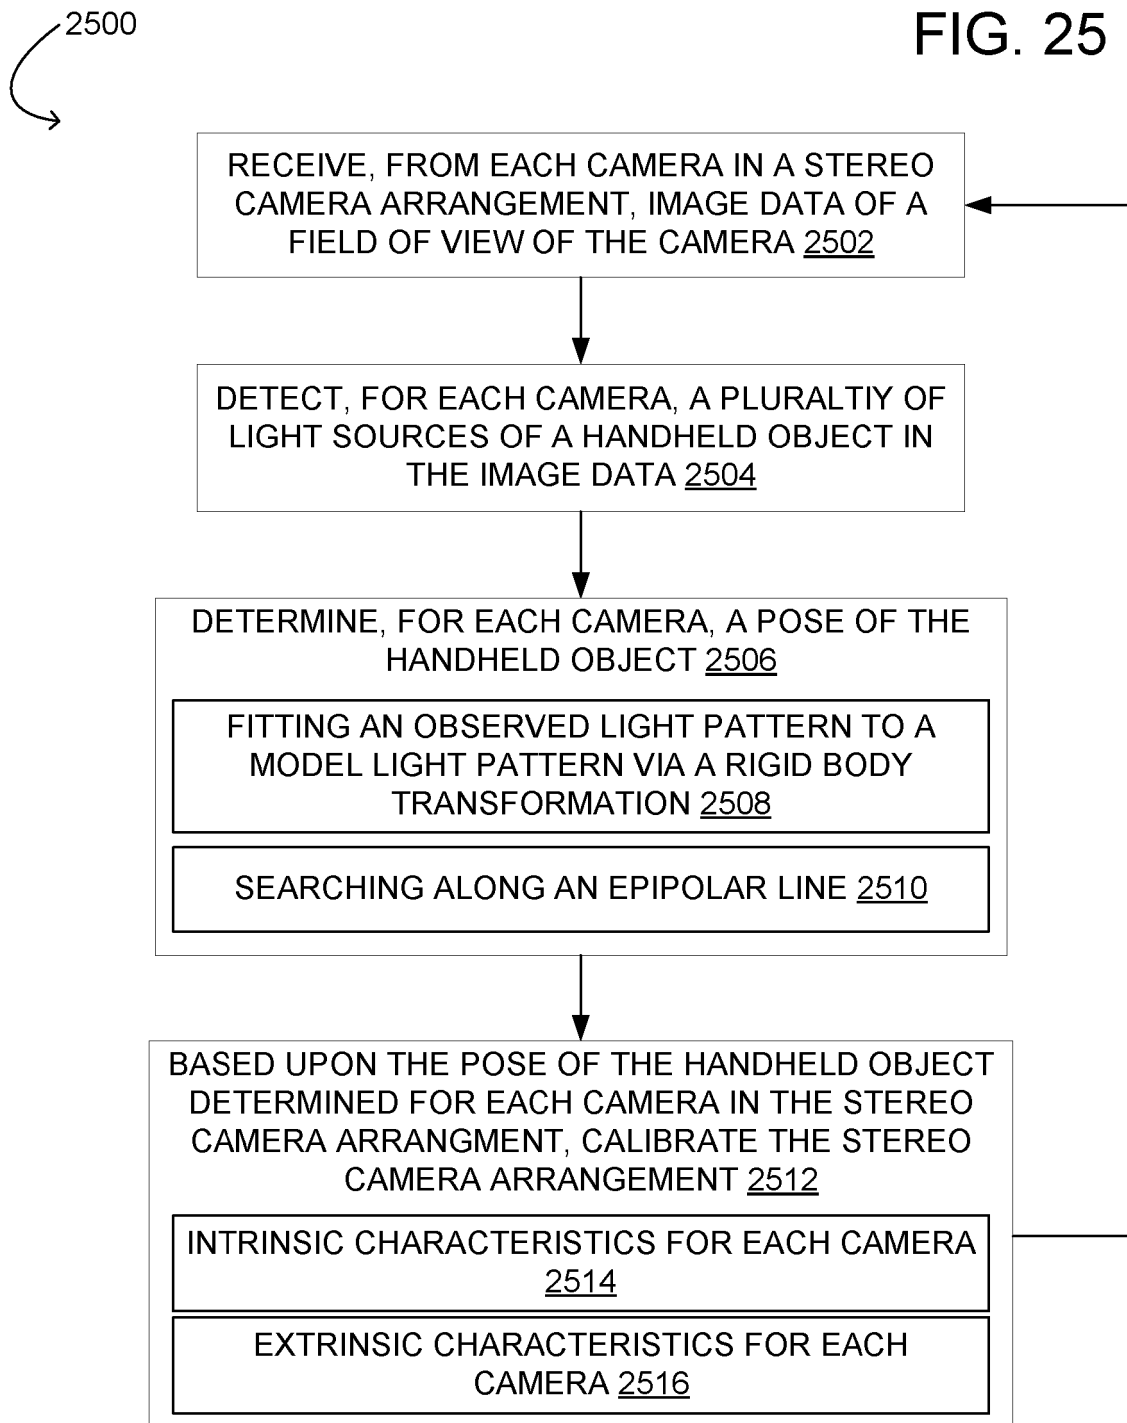 2500
FIG. 25
RECEIVE, FROM EACH CAMERA IN A STEREO
CAMERA ARRANGEMENT, IMAGE DATA OF A
FIELD OF VIEW OF THE CAMERA 2502
DETECT, FOR EACH CAMERA, A PLURALTIY OF
LIGHT SOURCES OF A HANDHELD OBJECT IN
THE IMAGE DATA 2504
DETERMINE, FOR EACH CAMERA, A POSE OF THE
HANDHELD OBJECT 2506
FITTING AN OBSERVED LIGHT PATTERN TO A
MODEL LIGHT PATTERN VIA A RIGID BODY
TRANSFORMATION 2508
SEARCHING ALONG AN EPIPOLAR LINE 2510
BASED UPON THE POSE OF THE HANDHELD OBJECT
DETERMINED FOR EACH CAMERA IN THE STEREO
CAMERA ARRANGMENT, CALIBRATE THE STEREO
CAMERA ARRANGEMENT 2512
INTRINSIC CHARACTERISTICS FOR EACH CAMERA
2514
EXTRINSIC CHARACTERISTICS FOR EACH
CAMERA 2516